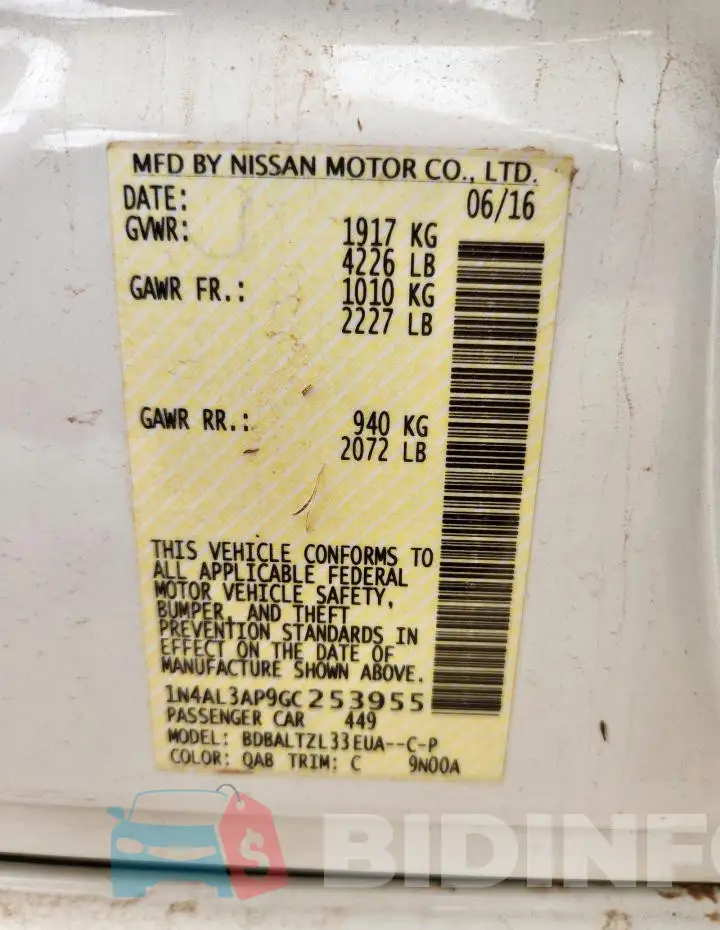 MFD BY NISSAN MOTOR CO., LTD.
DATE: 06/16
GVWR: 1917 KG
4226 LB
GAWR FR.: 1010 KG
2227 LB
GAWR RR.: 940 KG
2072 LB
THIS VEHICLE CONFORMS TO
ALL APPLICABLE FEDERAL
MOTOR VEHICLE SAFETY,
BUMPER, AND THEFT
PREVENTION STANDARDS IN
EFFECT ON THE DATE OF
MANUFACTURE SHOWN ABOVE.
1N4AL3AP9GC253955
PASSENGER CAR 449
MODEL: BDBALTZL33EUA--C-P
COLOR: QAB TRIM: C 9N00A
BIDINFO